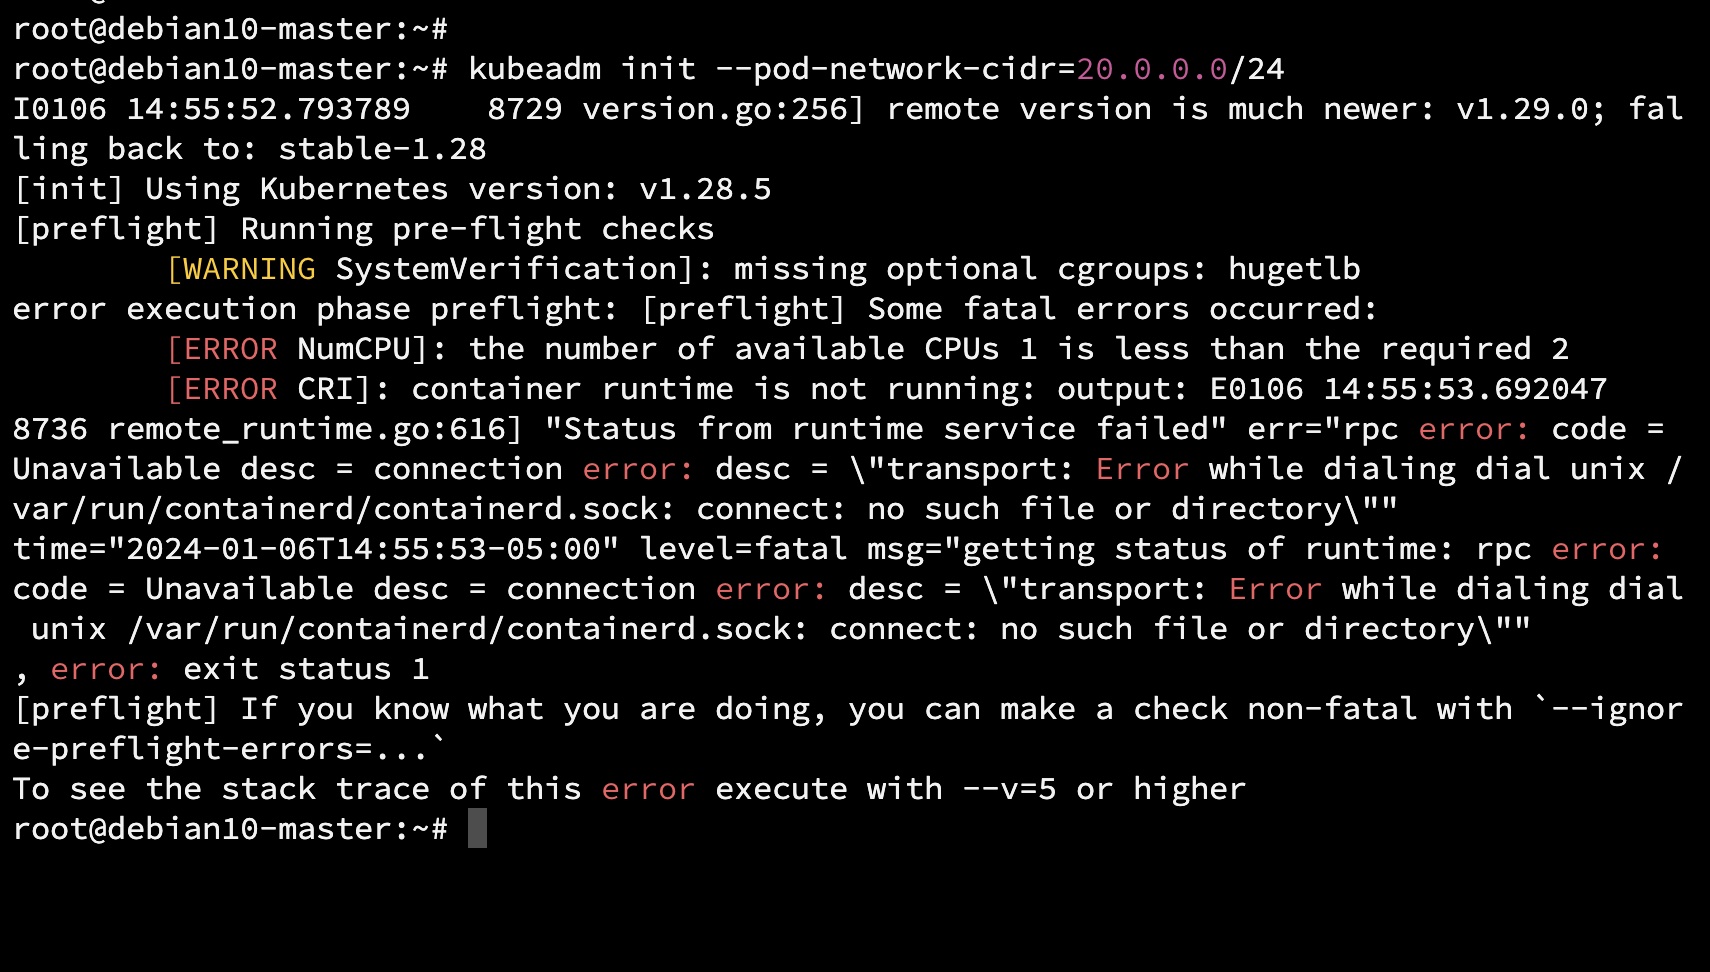 root@debian10-master:~#
root@debian10-master:~# kubeadm init --pod-network-cidr=20.0.0.0/24
I0106 14:55:52.793789    8729 version.go:256] remote version is much newer: v1.29.0; fal
ling back to: stable-1.28
[init] Using Kubernetes version: v1.28.5
[preflight] Running pre-flight checks
        [WARNING SystemVerification]: missing optional cgroups: hugetlb
error execution phase preflight: [preflight] Some fatal errors occurred:
        [ERROR NumCPU]: the number of available CPUs 1 is less than the required 2
        [ERROR CRI]: container runtime is not running: output: E0106 14:55:53.692047
8736 remote_runtime.go:616] "Status from runtime service failed" err="rpc error: code =
Unavailable desc = connection error: desc = \"transport: Error while dialing dial unix /
var/run/containerd/containerd.sock: connect: no such file or directory\""
time="2024-01-06T14:55:53-05:00" level=fatal msg="getting status of runtime: rpc error:
code = Unavailable desc = connection error: desc = \"transport: Error while dialing dial
 unix /var/run/containerd/containerd.sock: connect: no such file or directory\""
, error: exit status 1
[preflight] If you know what you are doing, you can make a check non-fatal with `--ignor
e-preflight-errors=...`
To see the stack trace of this error execute with --v=5 or higher
root@debian10-master:~#